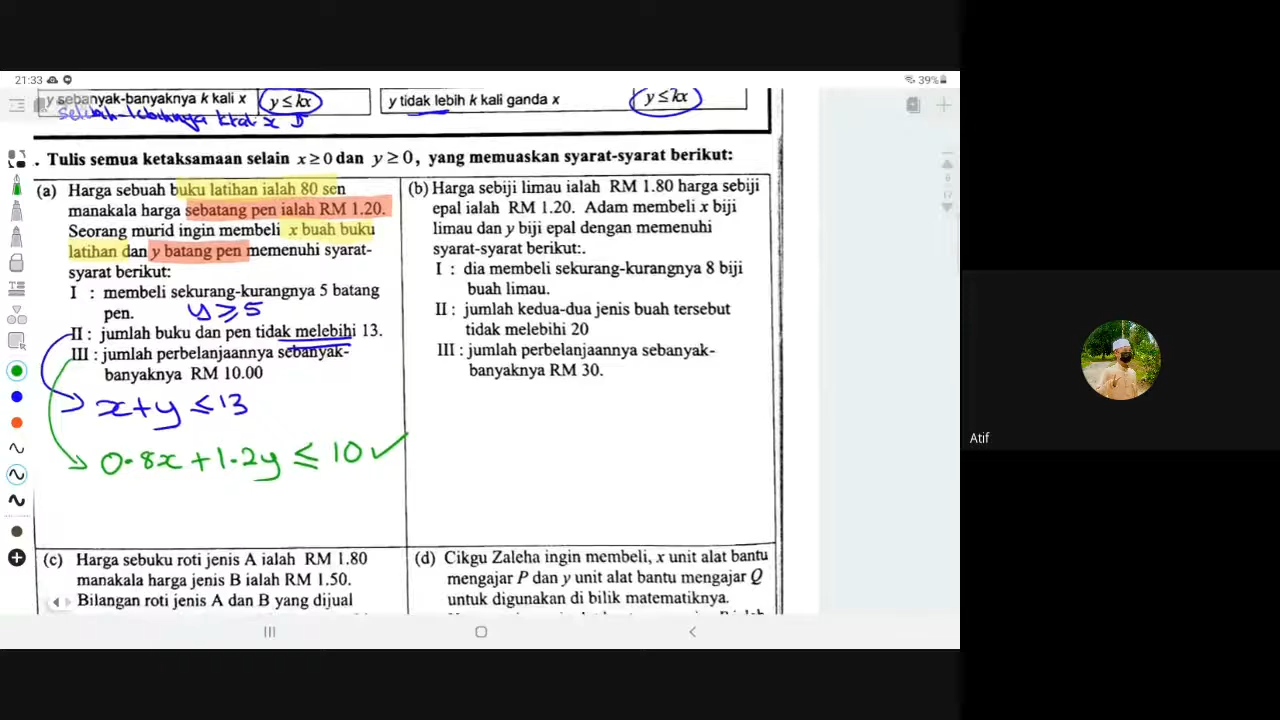 21:33
39%
y sebanyak-banyaknya k kali x
y ≤ kx
y tidak lebih k kali ganda x
y ≤ kx
. Tulis semua ketaksamaan selain x ≥ 0 dan y ≥ 0, yang memuaskan syarat-syarat berikut:
(a) Harga sebuah buku latihan ialah 80 sen
manakala harga sebatang pen ialah RM 1.20.
Seorang murid ingin membeli x buah buku
latihan dan y batang pen memenuhi syarat-
syarat berikut:
I : membeli sekurang-kurangnya 5 batang
pen.
y ≥ 5
II : jumlah buku dan pen tidak melebihi 13.
III : jumlah perbelanjaannya sebanyak-
banyaknya RM 10.00
x + y ≤ 13
0.8x + 1.2y ≤ 10 ✓
(b) Harga sebiji limau ialah RM 1.80 harga sebiji
epal ialah RM 1.20. Adam membeli x biji
limau dan y biji epal dengan memenuhi
syarat-syarat berikut:.
I : dia membeli sekurang-kurangnya 8 biji
buah limau.
II : jumlah kedua-dua jenis buah tersebut
tidak melebihi 20
III : jumlah perbelanjaannya sebanyak-
banyaknya RM 30.
(c) Harga sebuku roti jenis A ialah RM 1.80
manakala harga jenis B ialah RM 1.50.
Bilangan roti jenis A dan B yang dijual
(d) Cikgu Zaleha ingin membeli, x unit alat bantu
mengajar P dan y unit alat bantu mengajar Q
untuk digunakan di bilik matematiknya.
Atif